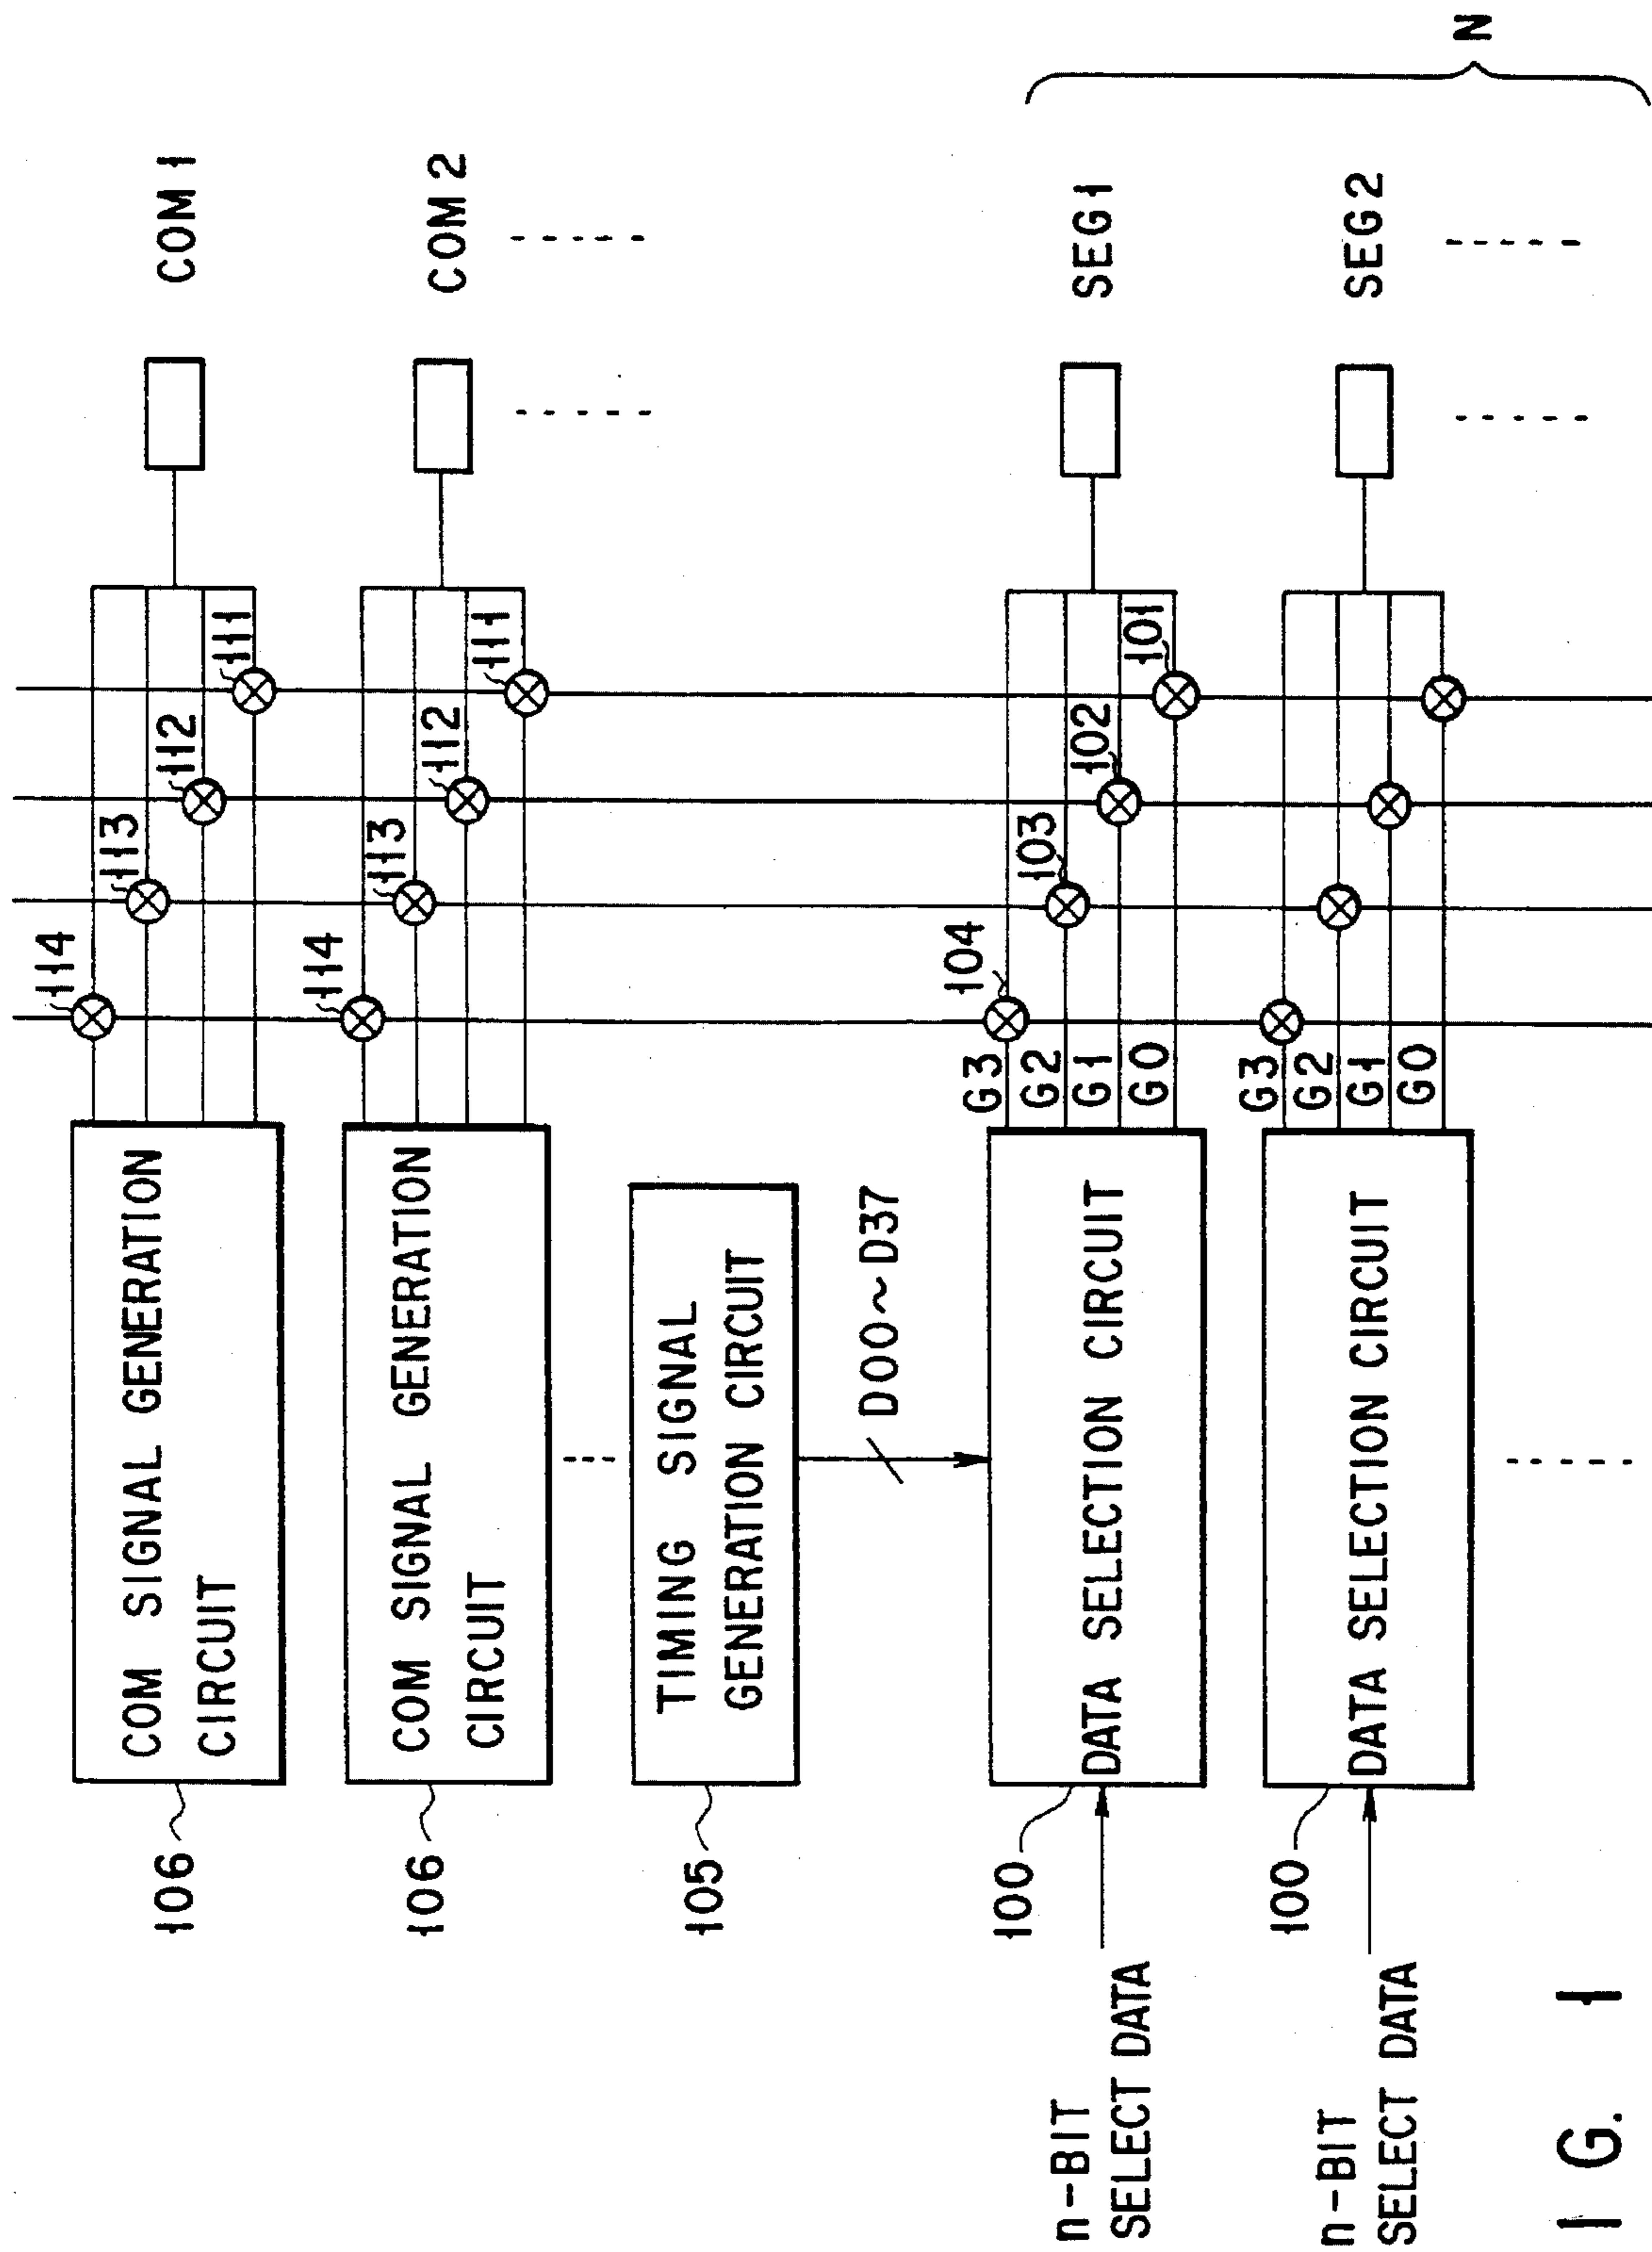 COM SIGNAL GENERATION
CIRCUIT
106
114
113
112
111
COM 1
COM SIGNAL GENERATION
CIRCUIT
106
114
113
112
111
COM 2
TIMING SIGNAL
GENERATION CIRCUIT
105
D00~D37
n-BIT
SELECT DATA
100
DATA SELECTION CIRCUIT
G3
G2
G1
G0
104
103
102
101
SEG1
n-BIT
SELECT DATA
100
DATA SELECTION CIRCUIT
G3
G2
G1
G0
SEG2
N
I G. 1